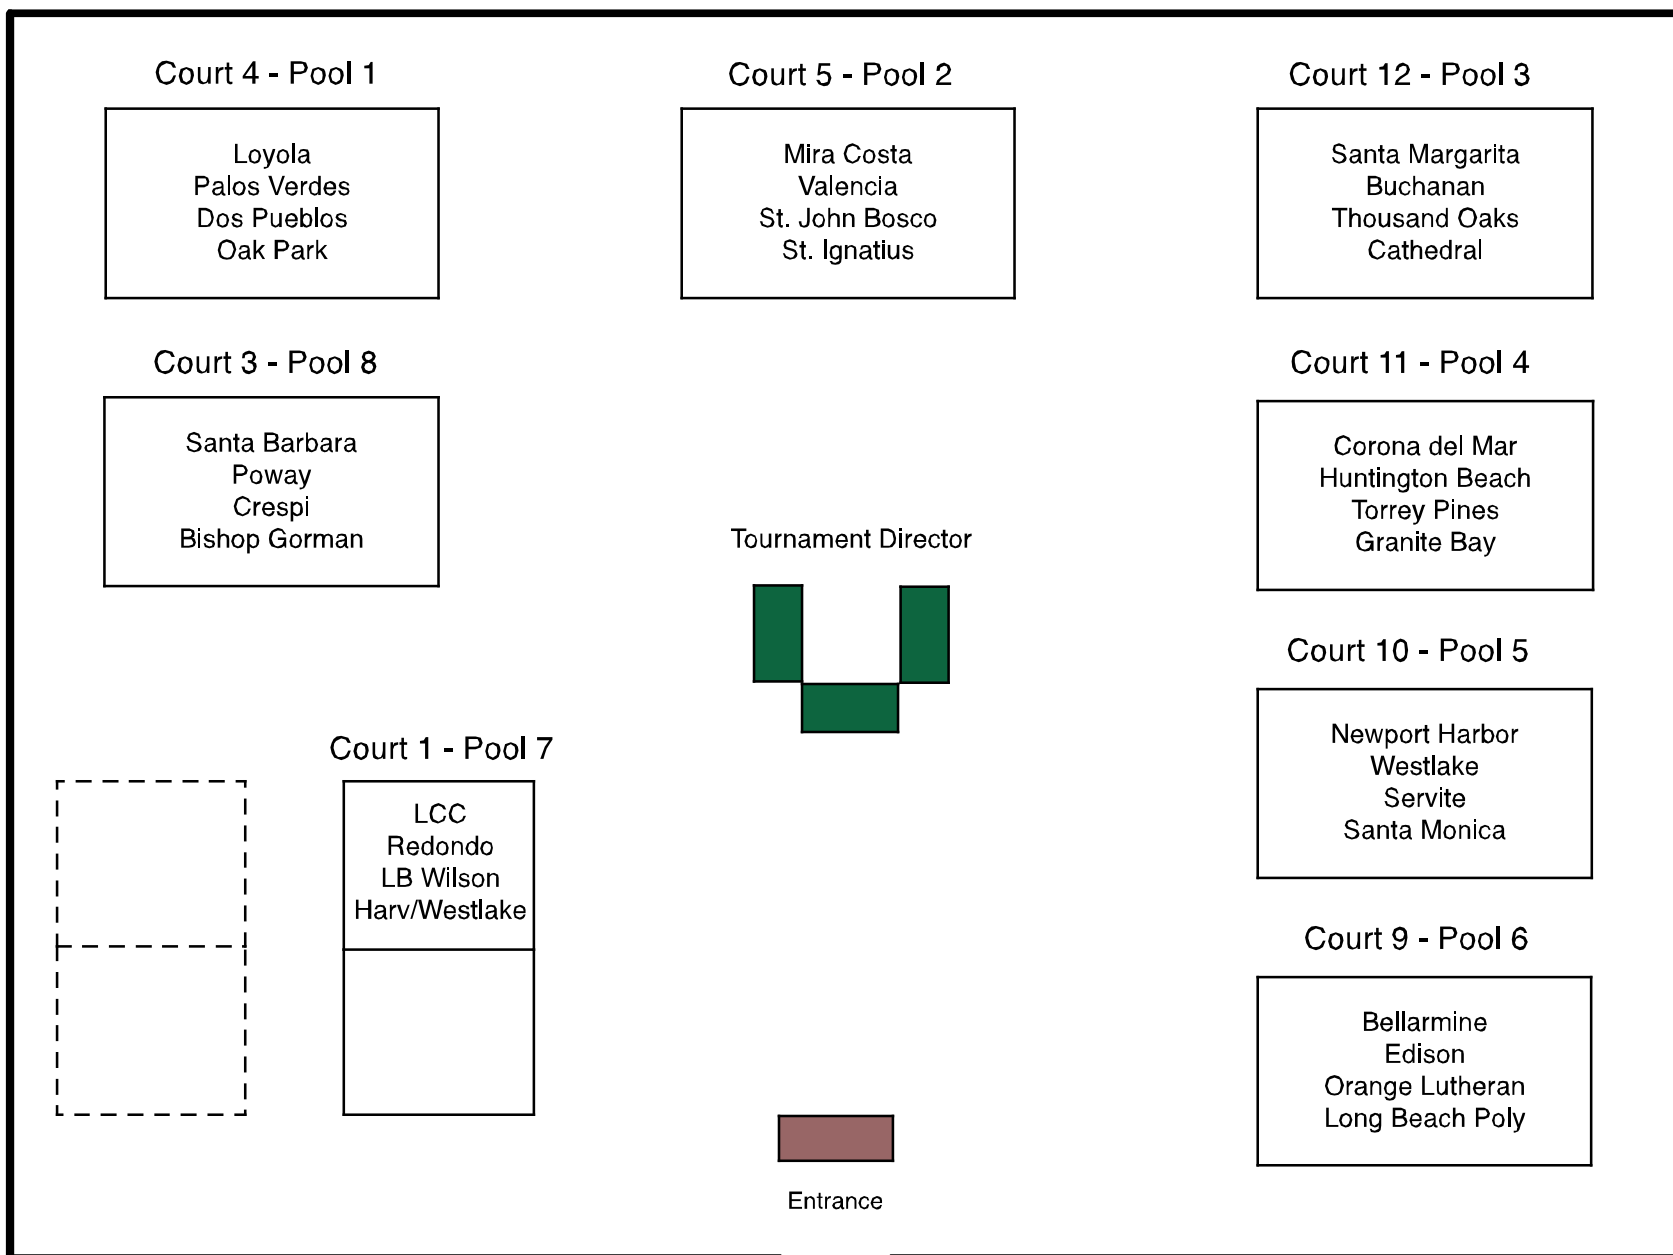 Court 4 - Pool 1
Loyola
Palos Verdes
Dos Pueblos
Oak Park
Court 5 - Pool 2
Mira Costa
Valencia
St. John Bosco
St. Ignatius
Court 12 - Pool 3
Santa Margarita
Buchanan
Thousand Oaks
Cathedral
Court 3 - Pool 8
Santa Barbara
Poway
Crespi
Bishop Gorman
Court 11 - Pool 4
Corona del Mar
Huntington Beach
Torrey Pines
Granite Bay
Tournament Director
Court 10 - Pool 5
Newport Harbor
Westlake
Servite
Santa Monica
Court 1 - Pool 7
LCC
Redondo
LB Wilson
Harv/Westlake
Court 9 - Pool 6
Bellarmine
Edison
Orange Lutheran
Long Beach Poly
Entrance